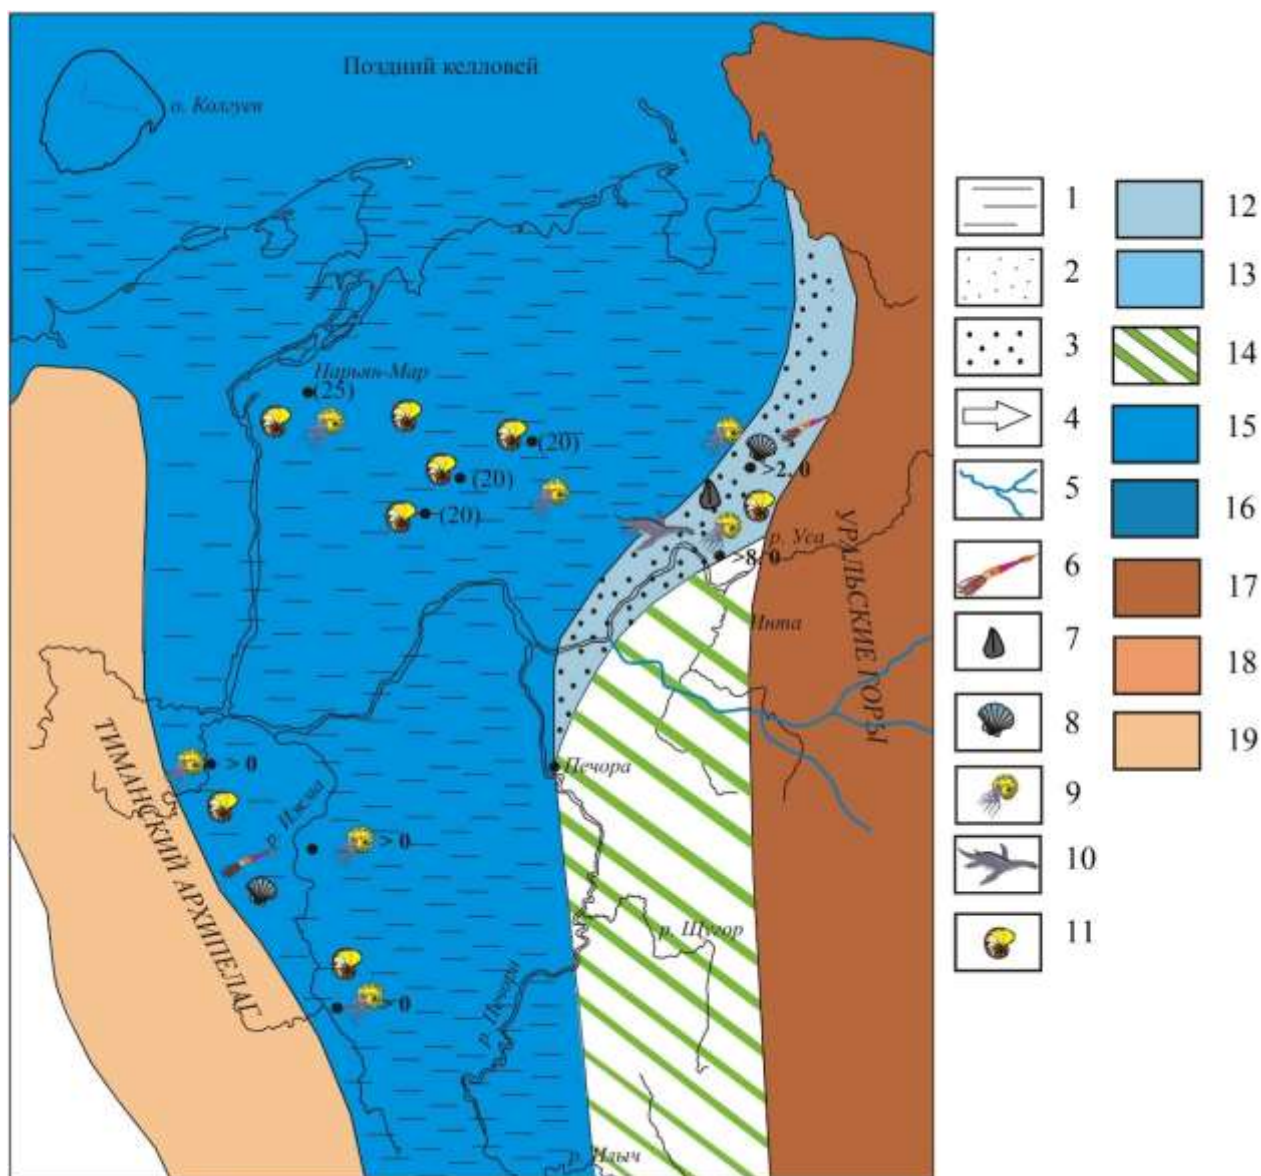 Поздний келловей
о. Колгуев
Нарьян-Мар
(25)
(20)
(20)
(20)
>2, 0
р. Уса
>8, 0
УРАЛЬСКИЕ ГОРЫ
Инта
ТИМАНСКИЙ АРХИПЕЛАГ
> 0
Печора
р. Ижма
> 0
р. Щугор
р. Печора
0
р. Илыч
1
2
3
4
5
6
7
8
9
10
11
12
13
14
15
16
17
18
19